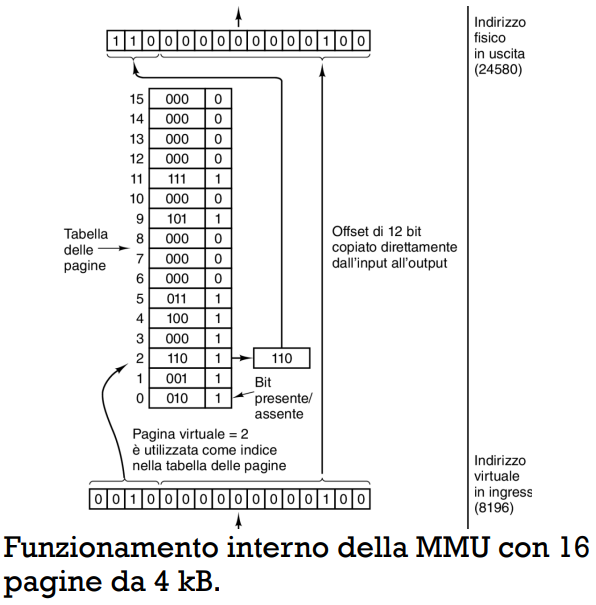 Indirizzo
fisico
in uscita
(24580)
1 1 0 0 0 0 0 0 0 0 0 0 1 0 0
15 000 0
14 000 0
13 000 0
12 000 0
11 111 1
10 000 0
9 101 1
8 000 0
7 000 0
6 000 0
5 011 1
4 100 1
3 000 1
2 110 1
1 001 1
0 010 1
110
Tabella
delle
pagine
Offset di 12 bit
copiato direttamente
dall'input all'output
Bit
presente/
assente
Pagina virtuale = 2
è utilizzata come indice
nella tabella delle pagine
Indirizzo
virtuale
in ingress
(8196)
0 0 1 0 0 0 0 0 0 0 0 0 0 1 0 0
Funzionamento interno della MMU con 16
pagine da 4 kB.